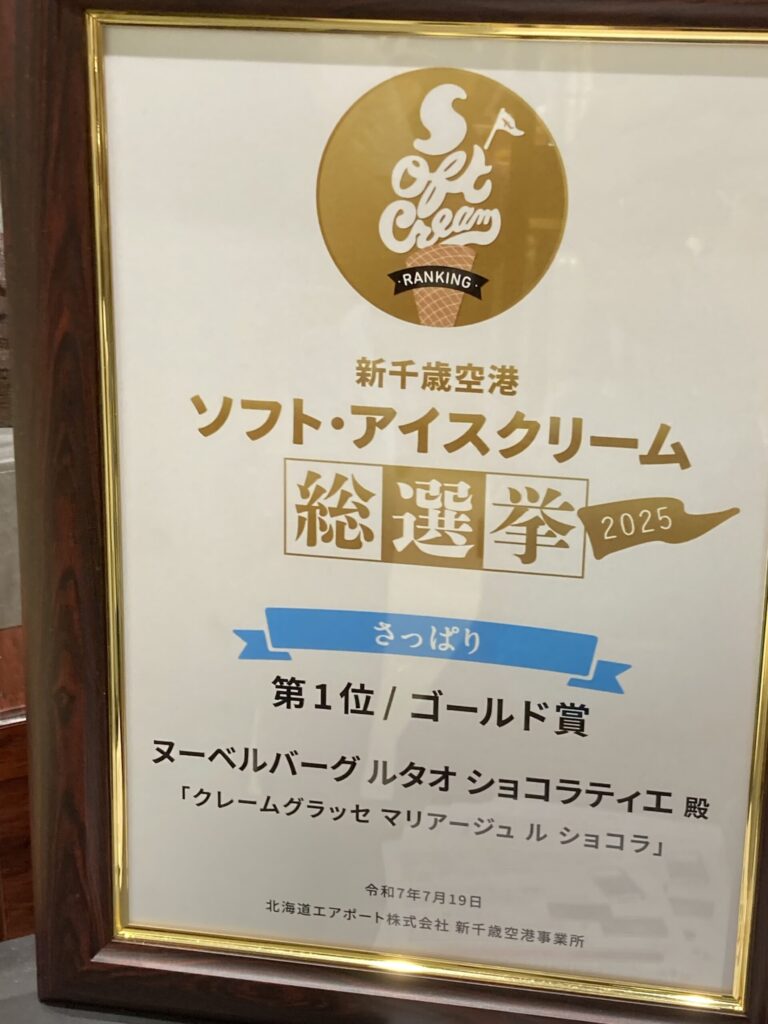 Soft
Cream
·RANKING·
新千歳空港
ソフト・アイスクリーム
総選挙
2025
さっぱり
第1位 / ゴールド賞
ヌーベルバーグ ルタオ ショコラティエ 殿
「クレームグラッセ マリアージュ ル ショコラ」
令和7年7月19日
北海道エアポート株式会社 新千歳空港事業所